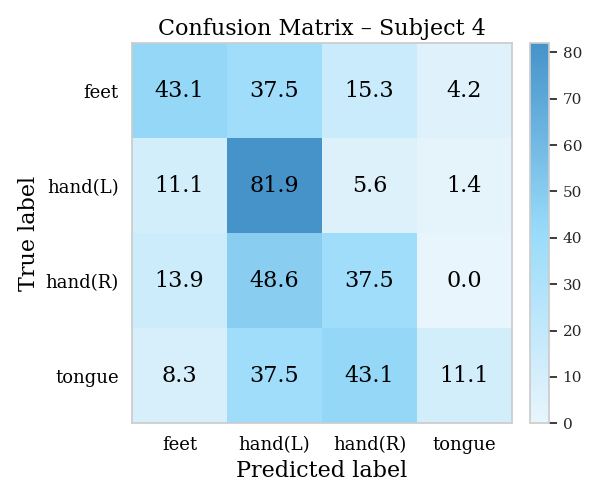 Confusion Matrix – Subject 4
feet 43.1 37.5 15.3 4.2
hand(L) 11.1 81.9 5.6 1.4
hand(R) 13.9 48.6 37.5 0.0
tongue 8.3 37.5 43.1 11.1
feet hand(L) hand(R) tongue
Predicted label
True label
80
70
60
50
40
30
20
10
0